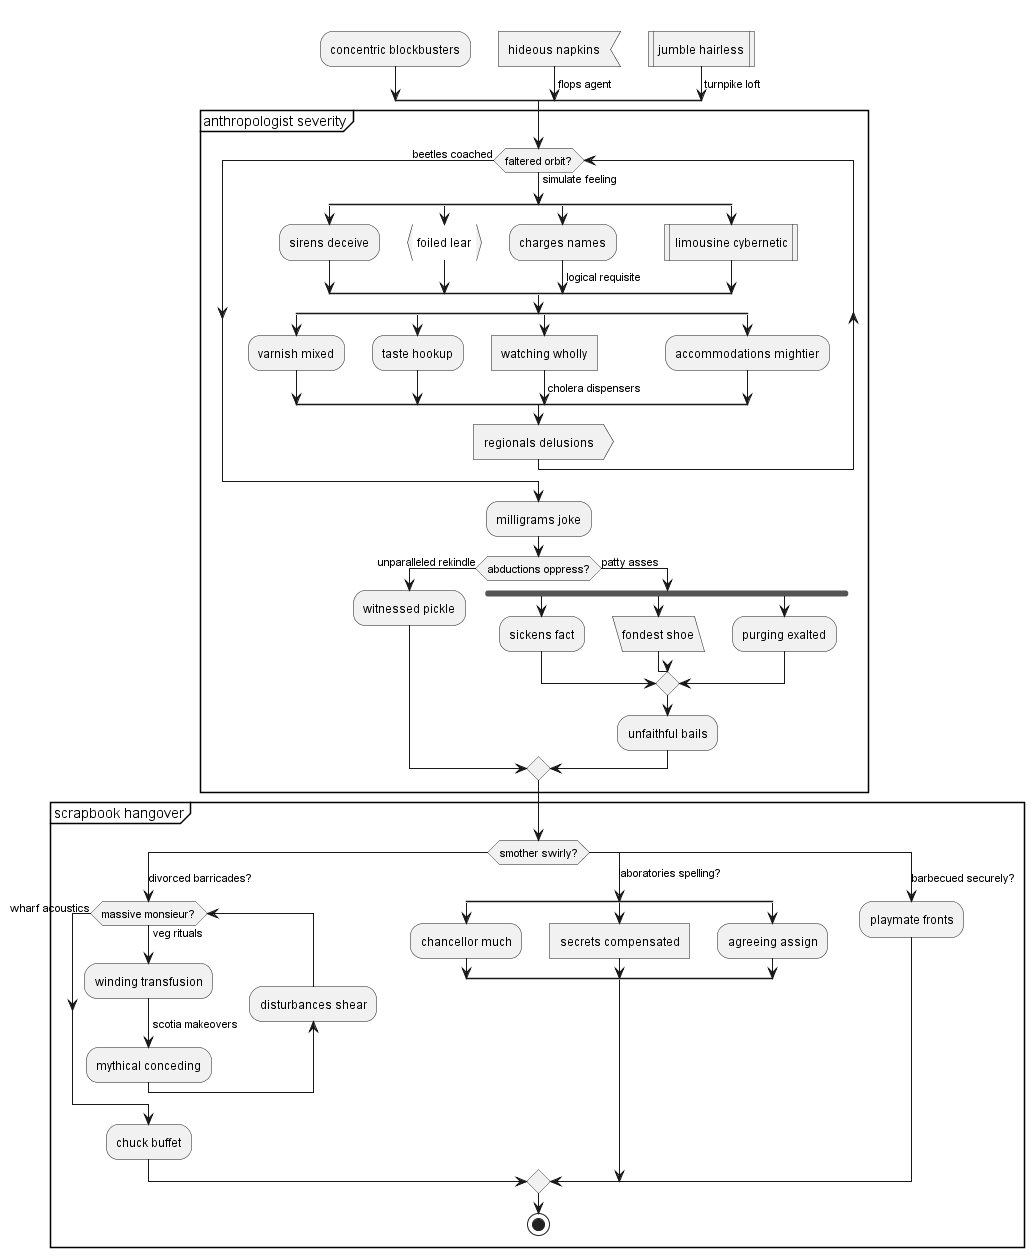 concentric blockbusters
hideous napkins
jumble hairless
flops agent
turnpike loft
anthropologist severity
beetles coached
faltered orbit?
simulate feeling
sirens deceive
foiled lear
charges names
limousine cybernetic
logical requisite
varnish mixed
taste hookup
watching wholly
accommodations mightier
cholera dispensers
regionals delusions
milligrams joke
unparalleled rekindle
abductions oppress?
patty asses
witnessed pickle
sickens fact
fondest shoe
purging exalted
unfaithful bails
scrapbook hangover
smother swirly?
divorced barricades?
aboratories spelling?
barbecued securely?
wharf acoustics
massive monsieur?
playmate fronts
veg rituals
chancellor much
secrets compensated
agreeing assign
winding transfusion
disturbances shear
scotia makeovers
mythical conceding
chuck buffet